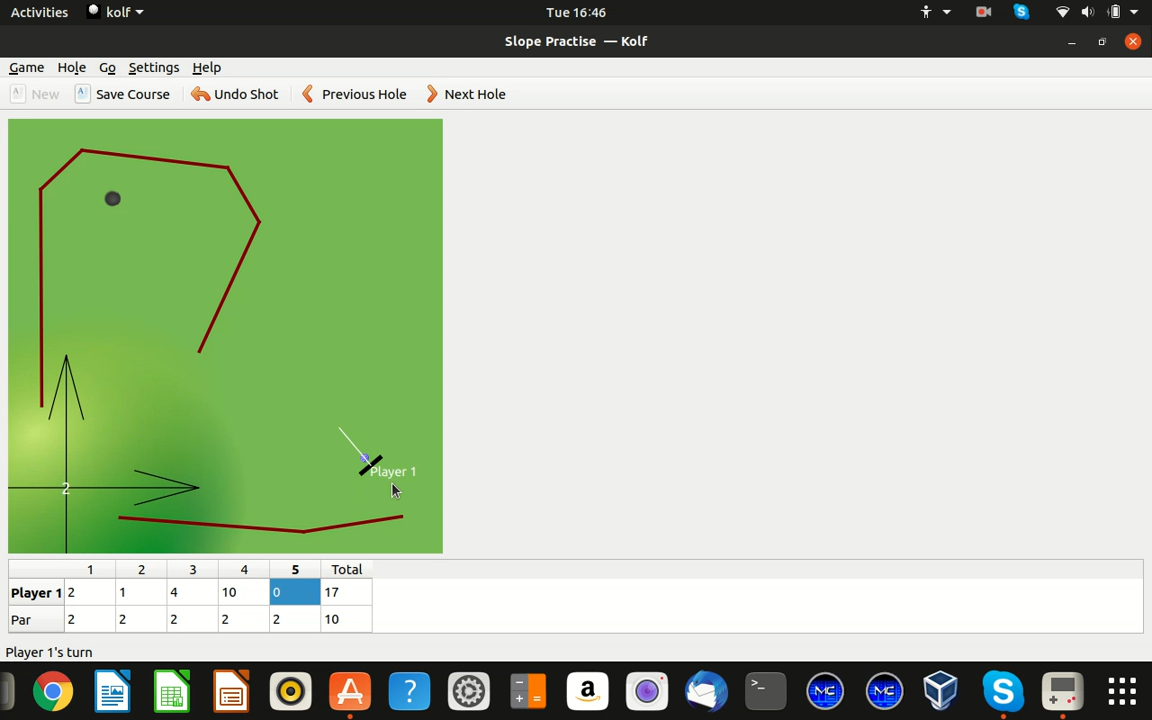 Activities kolf Tue 16:46
Slope Practise — Kolf
Game Hole Go Settings Help
New Save Course Undo Shot Previous Hole Next Hole
Player 1
2
1 2 3 4 5 Total
Player 1 2 1 4 10 0 17
Par 2 2 2 2 2 10
Player 1's turn